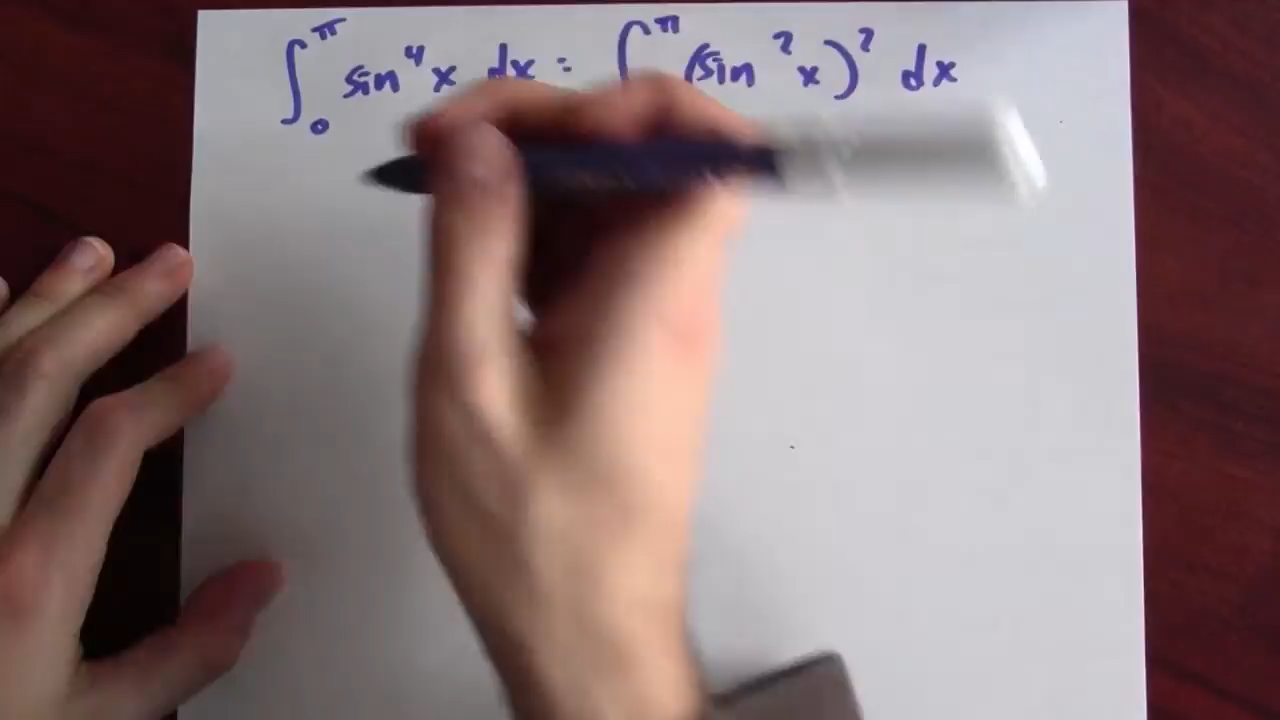 ∫₀^π sin⁴x dx = ∫^π (sin²x)² dx